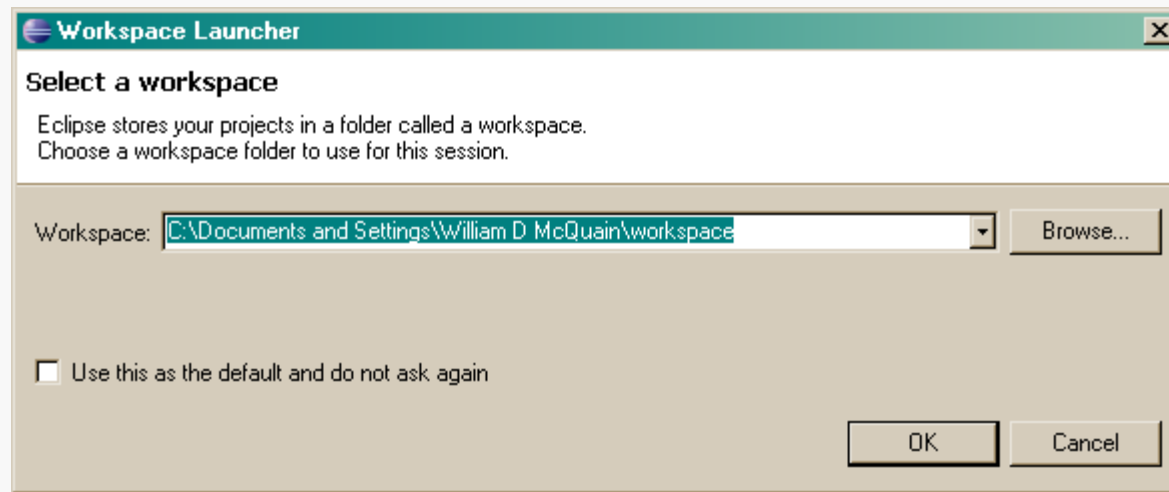 Workspace Launcher
Select a workspace
Eclipse stores your projects in a folder called a workspace.
Choose a workspace folder to use for this session.
Workspace: C:\Documents and Settings\William D McQuain\workspace Browse...
Use this as the default and do not ask again
OK Cancel